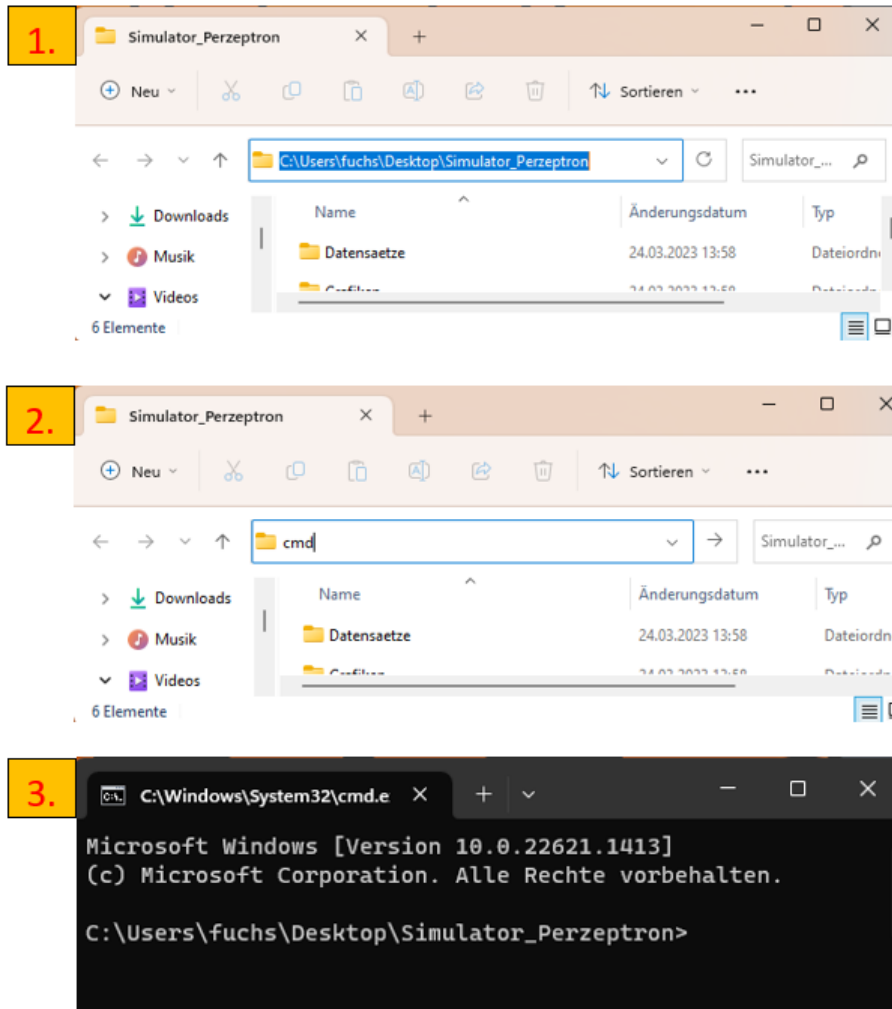 1.
Simulator_Perzeptron
Neu
Sortieren
C:\Users\fuchs\Desktop\Simulator_Perzeptron
Simulator_...
Downloads
Name
Änderungsdatum
Typ
Musik
Datensaetze
24.03.2023 13:58
Dateiordn
Videos
6 Elemente
2.
Simulator_Perzeptron
Neu
Sortieren
cmd
Simulator_...
Downloads
Name
Änderungsdatum
Typ
Musik
Datensaetze
24.03.2023 13:58
Dateiordn
Videos
6 Elemente
3.
C:\Windows\System32\cmd.e
Microsoft Windows [Version 10.0.22621.1413]
(c) Microsoft Corporation. Alle Rechte vorbehalten.
C:\Users\fuchs\Desktop\Simulator_Perzeptron>